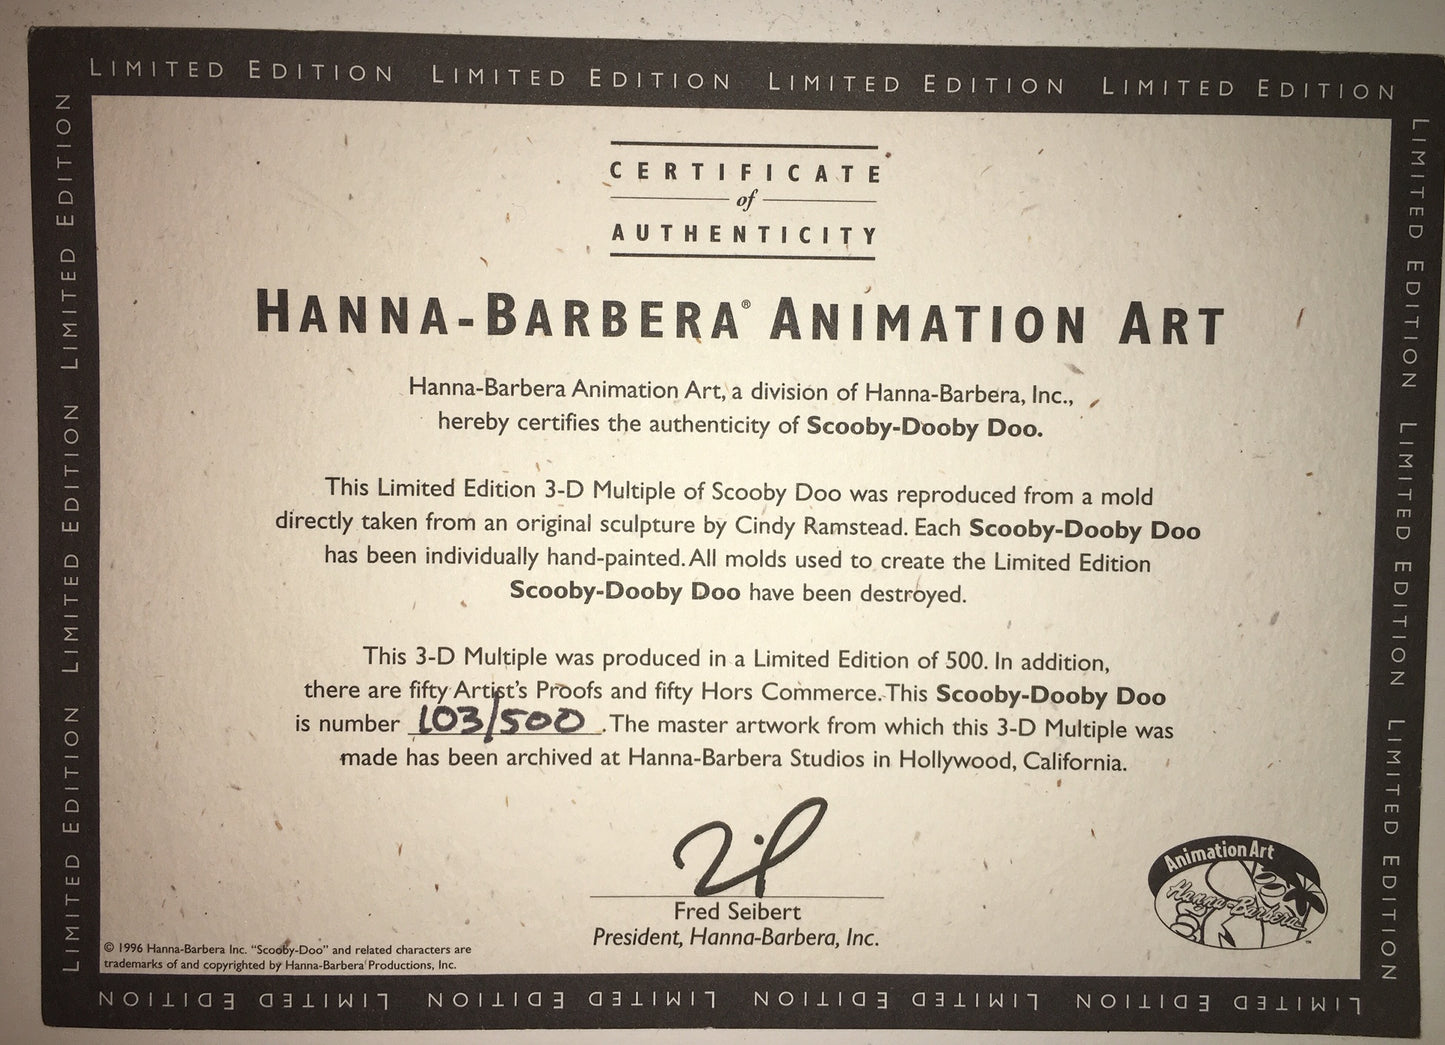 LIMITED EDITION LIMITED EDITION LIMITED EDITION LIMITED EDITION
CERTIFICATE
of
AUTHENTICITY
HANNA-BARBERA® ANIMATION ART
Hanna-Barbera Animation Art, a division of Hanna-Barbera, Inc.,
hereby certifies the authenticity of Scooby-Dooby Doo.
This Limited Edition 3-D Multiple of Scooby Doo was reproduced from a mold
directly taken from an original sculpture by Cindy Ramstead. Each Scooby-Dooby Doo
has been individually hand-painted. All molds used to create the Limited Edition
Scooby-Dooby Doo have been destroyed.
This 3-D Multiple was produced in a Limited Edition of 500. In addition,
there are fifty Artist's Proofs and fifty Hors Commerce. This Scooby-Dooby Doo
is number 103/500. The master artwork from which this 3-D Multiple was
made has been archived at Hanna-Barbera Studios in Hollywood, California.
Fred Seibert
President, Hanna-Barbera, Inc.
Animation Art
Hanna-Barbera
™
© 1996 Hanna-Barbera Inc. "Scooby-Doo" and related characters are
trademarks of and copyrighted by Hanna-Barbera Productions, Inc.
LIMITED EDITION LIMITED EDITION LIMITED EDITION
LIMITED EDITION LIMITED EDITION LIMITED EDITION
LIMITED EDITION LIMITED EDITION LIMITED EDITION LIMITED EDITION